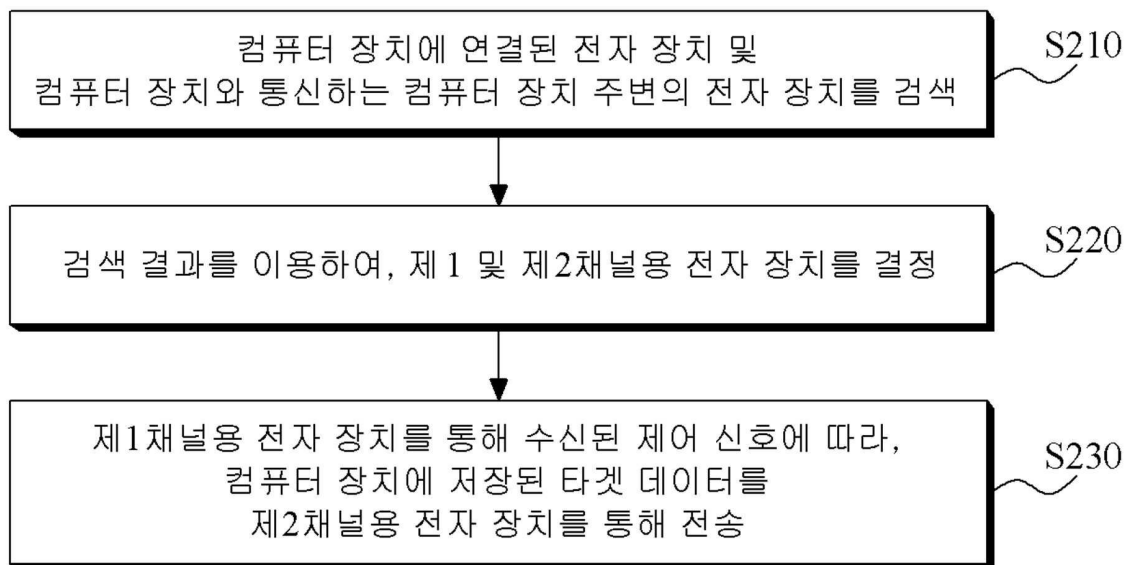 컴퓨터 장치에 연결된 전자 장치 및
컴퓨터 장치와 통신하는 컴퓨터 장치 주변의 전자 장치를 검색
S210
검색 결과를 이용하여, 제1 및 제2채널용 전자 장치를 결정
S220
제1채널용 전자 장치를 통해 수신된 제어 신호에 따라,
컴퓨터 장치에 저장된 타겟 데이터를
제2채널용 전자 장치를 통해 전송
S230